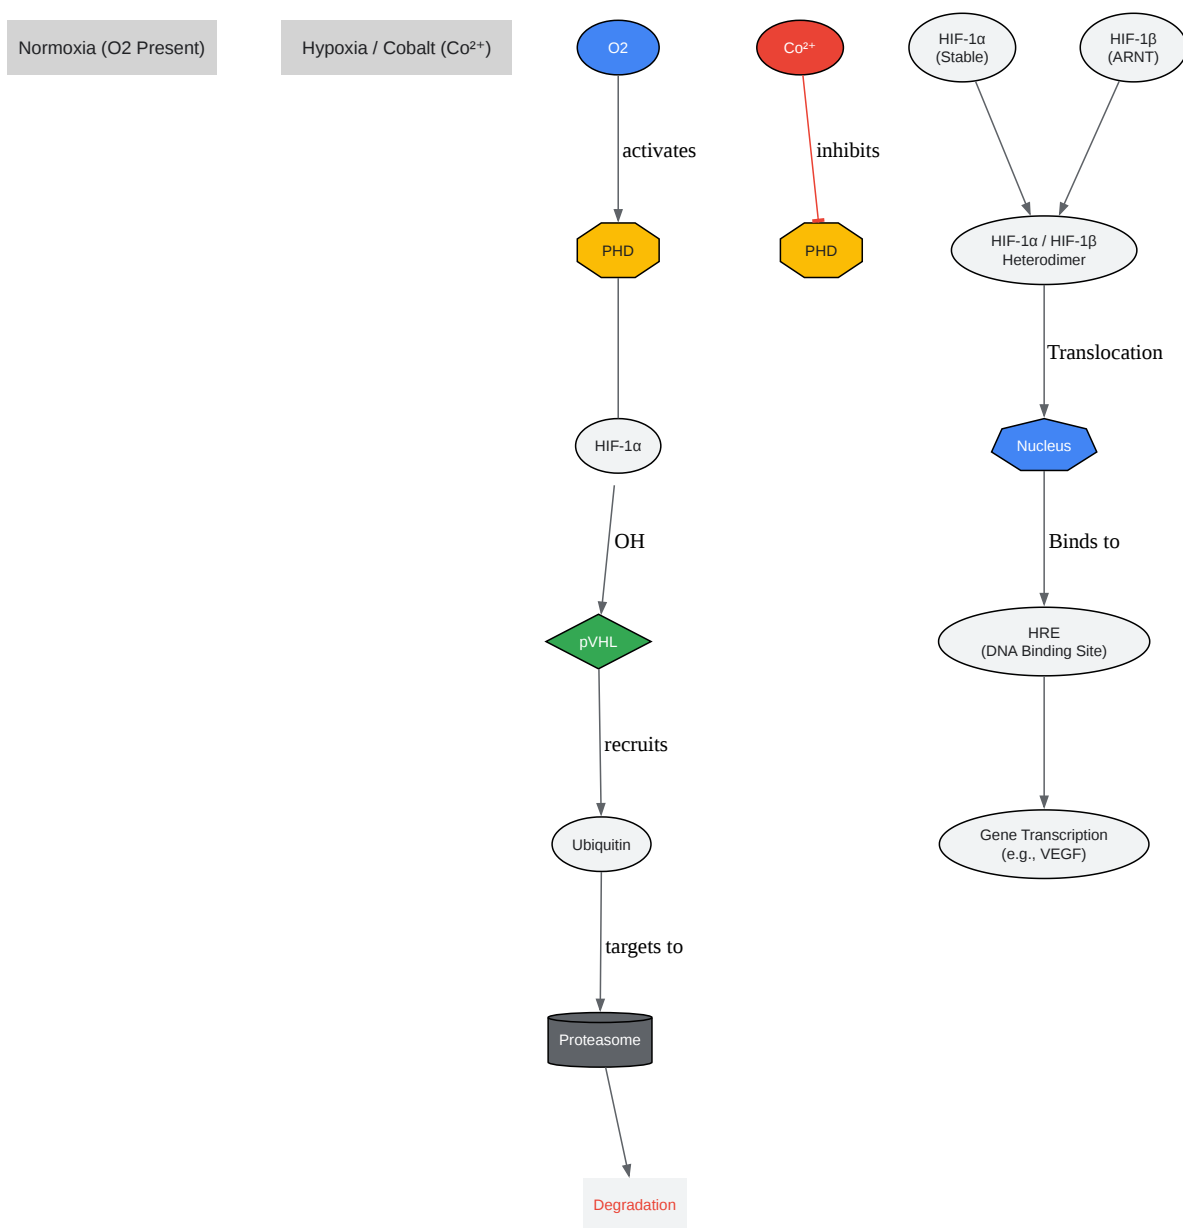 Normoxia (O2 Present)
Hypoxia / Cobalt (Co²⁺)
O2
Co²⁺
HIF-1α
(Stable)
HIF-1β
(ARNT)
activates
inhibits
PHD
PHD
HIF-1α / HIF-1β
Heterodimer
Translocation
HIF-1α
Nucleus
OH
Binds to
pVHL
HRE
(DNA Binding Site)
recruits
Ubiquitin
Gene Transcription
(e.g., VEGF)
targets to
Proteasome
Degradation